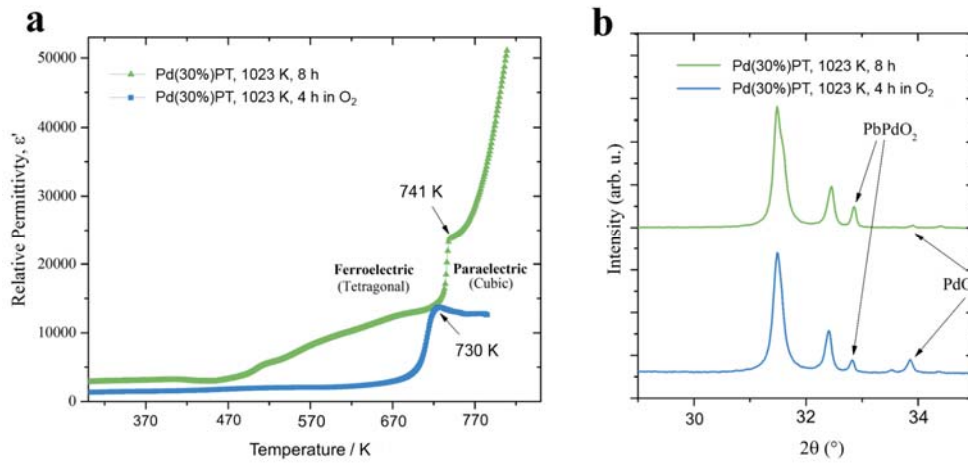 a
50000
40000
30000
20000
10000
0
Relative Permittivty, ε'
Pd(30%)PT, 1023 K, 8 h
Pd(30%)PT, 1023 K, 4 h in O₂
741 K
Ferroelectric
(Tetragonal)
Paraelectric
(Cubic)
730 K
370 470 570 670 770
Temperature / K
b
Intensity (arb. u.)
Pd(30%)PT, 1023 K, 8 h
Pd(30%)PT, 1023 K, 4 h in O₂
PbPdO₂
PdO
30 32 34
2θ (°)